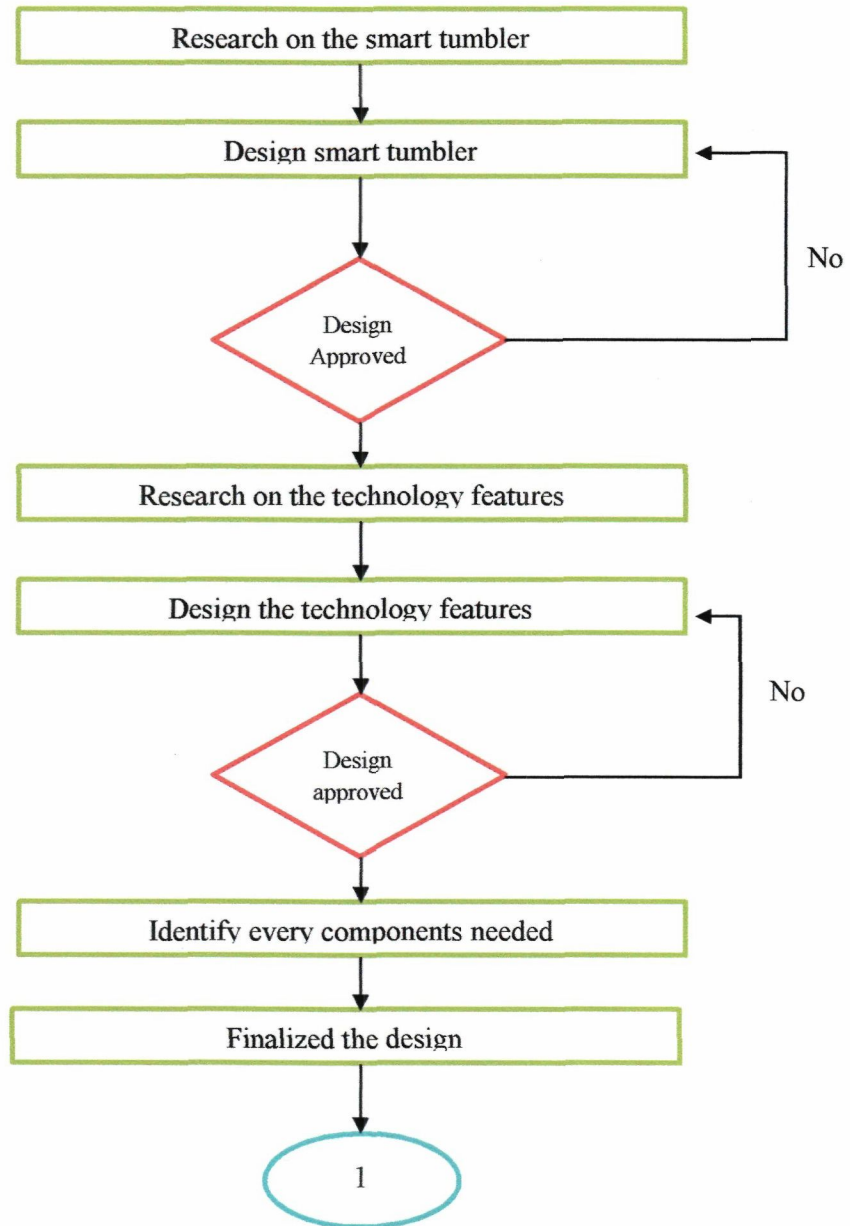 Research on the smart tumbler
Design smart tumbler
No
Design
Approved
Research on the technology features
Design the technology features
No
Design
approved
Identify every components needed
Finalized the design
1